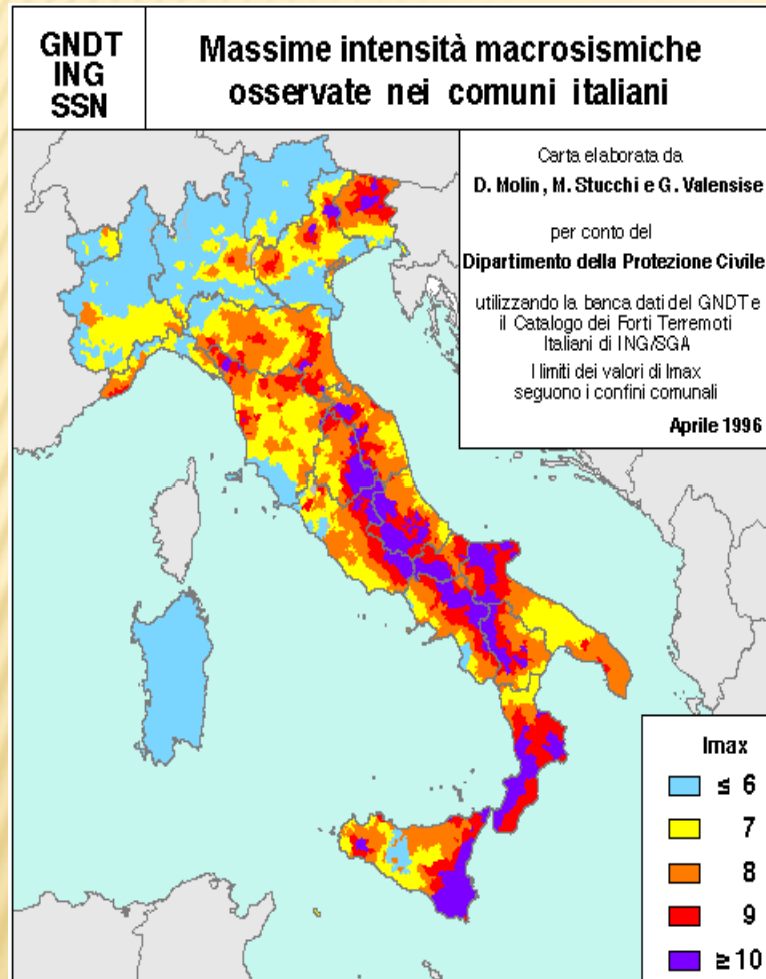 GNDT
ING
SSN
Massime intensità macrosismiche
osservate nei comuni italiani
Carta elaborata da
D. Molin, M. Stucchi e G. Valensise
per conto del
Dipartimento della Protezione Civile
utilizzando la banca dati del GNDT e
il Catalogo dei Forti Terremoti
Italiani di ING/SGA
I limiti dei valori di Imax
seguono i confini comunali
Aprile 1996
Imax
≤ 6
7
8
9
≥ 10